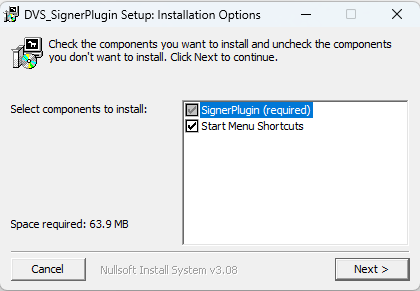 DVS_SignerPlugin Setup: Installation Options
Check the components you want to install and uncheck the components
you don't want to install. Click Next to continue.
Select components to install:
SignerPlugin (required)
Start Menu Shortcuts
Space required: 63.9 MB
Cancel
Nullsoft Install System v3.08
Next >